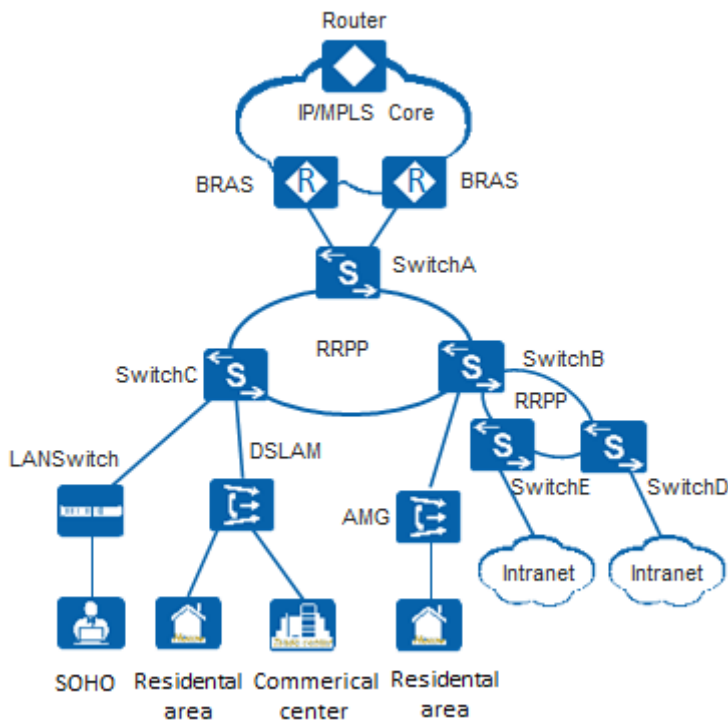 Router
IP/MPLS Core
BRAS
R
R
BRAS
S
SwitchA
RRPP
SwitchC
S
S
SwitchB
RRPP
LANSwitch
DSLAM
S
S
AMG
SwitchE
SwitchD
Intranet
Intranet
SOHO
Residental
area
Commerical
center
Residental
area